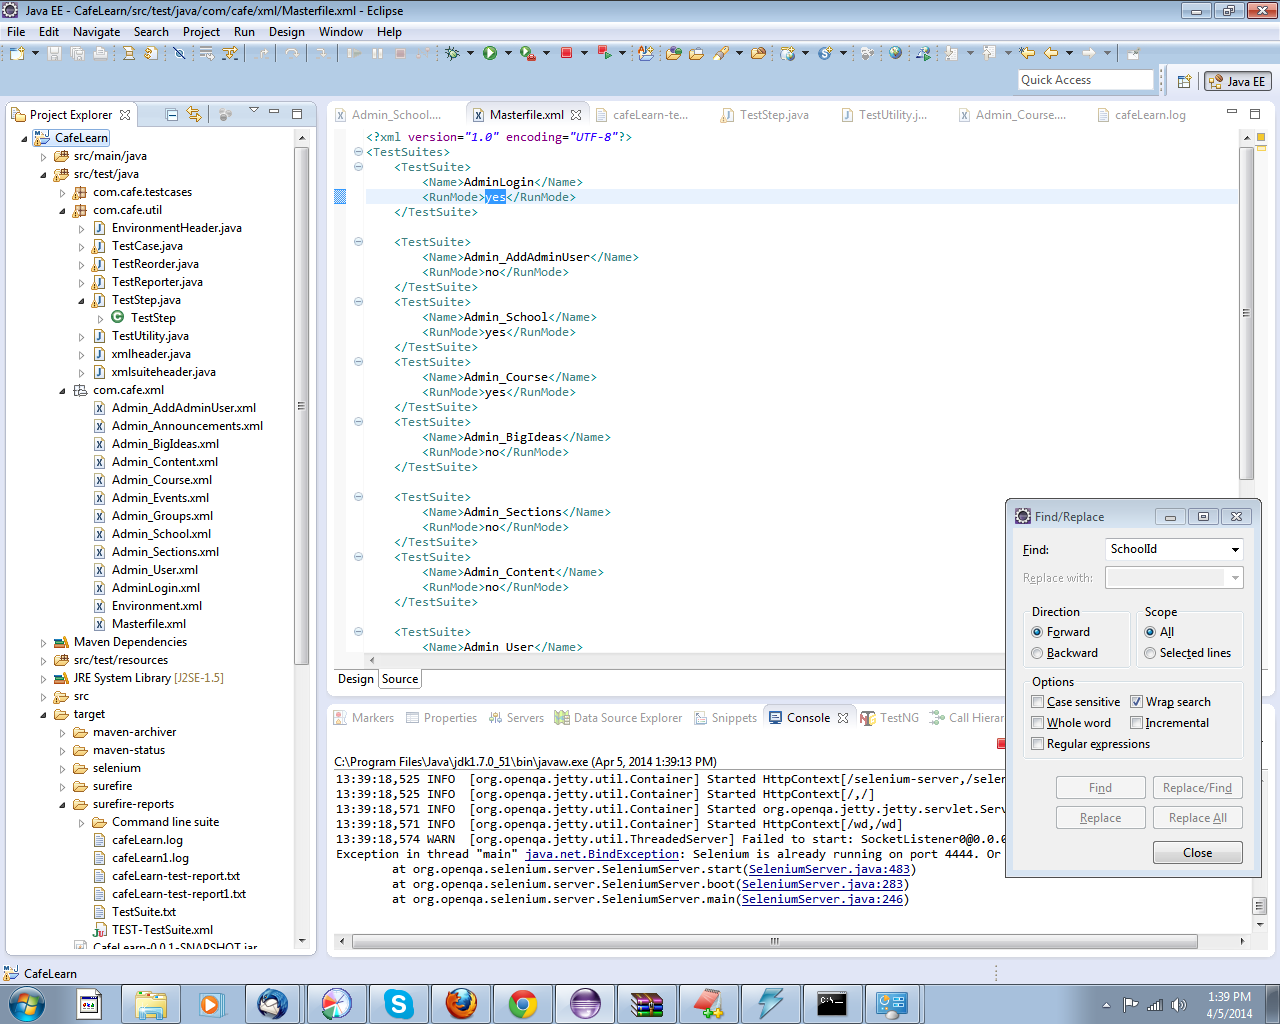 Java EE - CafeLearn/src/test/java/com/cafe/xml/Masterfile.xml - Eclipse
File Edit Navigate Search Project Run Design Window Help
Quick Access
Java EE
Project Explorer
CafeLearn
src/main/java
src/test/java
com.cafe.testcases
com.cafe.util
EnvironmentHeader.java
TestCase.java
TestReorder.java
TestReporter.java
TestStep.java
TestStep
TestUtility.java
xmlheader.java
xmlsuiteheader.java
com.cafe.xml
Admin_AddAdminUser.xml
Admin_Announcements.xml
Admin_BigIdeas.xml
Admin_Content.xml
Admin_Course.xml
Admin_Events.xml
Admin_Groups.xml
Admin_School.xml
Admin_Sections.xml
Admin_User.xml
AdminLogin.xml
Environment.xml
Masterfile.xml
Maven Dependencies
src/test/resources
JRE System Library [J2SE-1.5]
src
target
maven-archiver
maven-status
selenium
surefire
surefire-reports
Command line suite
cafeLearn.log
cafeLearn1.log
cafeLearn-test-report.txt
cafeLearn-test-report1.txt
TestSuite.txt
TEST-TestSuite.xml
CafeLearn-0.0.1-SNAPSHOT.jar
Admin_School.... Masterfile.xml cafeLearn-te... TestStep.java TestUtility.j... Admin_Course.... cafeLearn.log
<?xml version="1.0" encoding="UTF-8"?>
<TestSuites>
<TestSuite>
<Name>AdminLogin</Name>
<RunMode>yes</RunMode>
</TestSuite>
<TestSuite>
<Name>Admin_AddAdminUser</Name>
<RunMode>no</RunMode>
</TestSuite>
<TestSuite>
<Name>Admin_School</Name>
<RunMode>yes</RunMode>
</TestSuite>
<TestSuite>
<Name>Admin_Course</Name>
<RunMode>yes</RunMode>
</TestSuite>
<TestSuite>
<Name>Admin_BigIdeas</Name>
<RunMode>no</RunMode>
</TestSuite>
<TestSuite>
<Name>Admin_Sections</Name>
<RunMode>no</RunMode>
</TestSuite>
<TestSuite>
<Name>Admin_Content</Name>
<RunMode>no</RunMode>
</TestSuite>
<TestSuite>
<Name>Admin_User</Name>
Design Source
Markers Properties Servers Data Source Explorer Snippets Console TestNG Call Hierar
C:\Program Files\Java\jdk1.7.0_51\bin\javaw.exe (Apr 5, 2014 1:39:13 PM)
13:39:18,525 INFO [org.openqa.jetty.util.Container] Started HttpContext[/selenium-server,/selen
13:39:18,525 INFO [org.openqa.jetty.util.Container] Started HttpContext[/,/]
13:39:18,571 INFO [org.openqa.jetty.util.Container] Started org.openqa.jetty.jetty.servlet.Serv
13:39:18,571 INFO [org.openqa.jetty.util.Container] Started HttpContext[/wd,/wd]
13:39:18,574 WARN [org.openqa.jetty.util.ThreadedServer] Failed to start: SocketListener0@0.0.0
Exception in thread "main" java.net.BindException: Selenium is already running on port 4444. Or
at org.openqa.selenium.server.SeleniumServer.start(SeleniumServer.java:483)
at org.openqa.selenium.server.SeleniumServer.boot(SeleniumServer.java:283)
at org.openqa.selenium.server.SeleniumServer.main(SeleniumServer.java:246)
Find/Replace
Find: SchoolId
Replace with:
Direction Scope
Forward All
Backward Selected lines
Options
Case sensitive Wrap search
Whole word Incremental
Regular expressions
Find Replace/Find
Replace Replace All
Close
CafeLearn
1:39 PM
4/5/2014